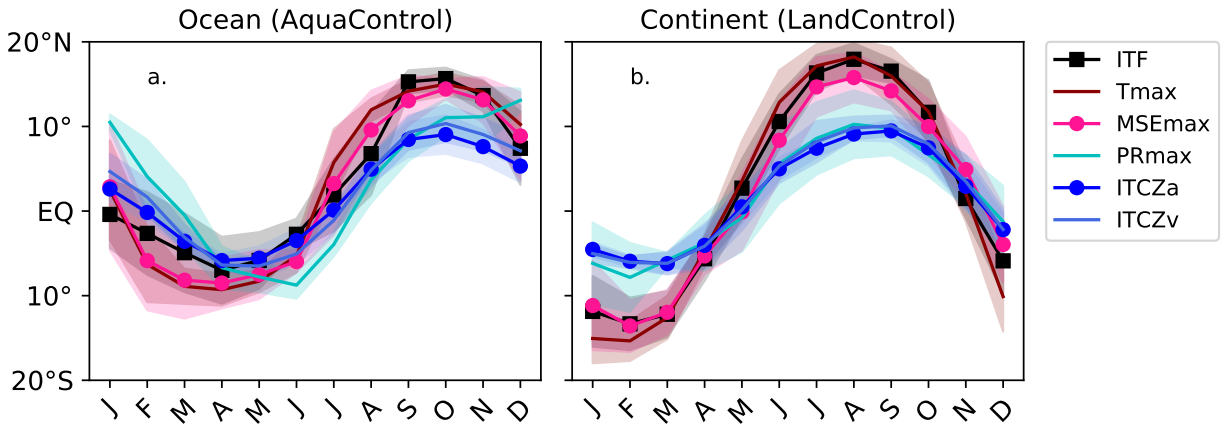 Ocean (AquaControl)
Continent (LandControl)
20°N
10°
EQ
10°
20°S
a.
b.
J F M A M J J A S O N D
J F M A M J J A S O N D
ITF
Tmax
MSEmax
PRmax
ITCZa
ITCZv